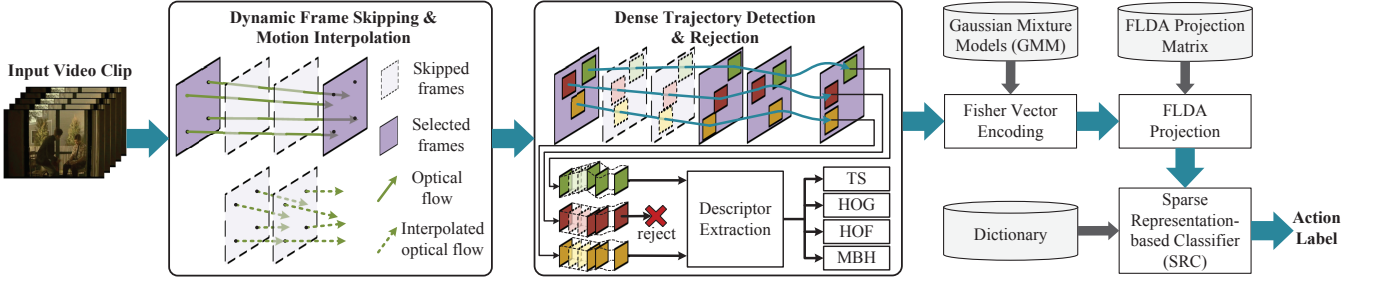 Input Video Clip
Dynamic Frame Skipping &
Motion Interpolation
Skipped
frames
Selected
frames
Optical
flow
Interpolated
optical flow
Dense Trajectory Detection
& Rejection
reject
Descriptor
Extraction
TS
HOG
HOF
MBH
Gaussian Mixture
Models (GMM)
FLDA Projection
Matrix
Fisher Vector
Encoding
FLDA
Projection
Dictionary
Sparse
Representation-
based Classifier
(SRC)
Action
Label